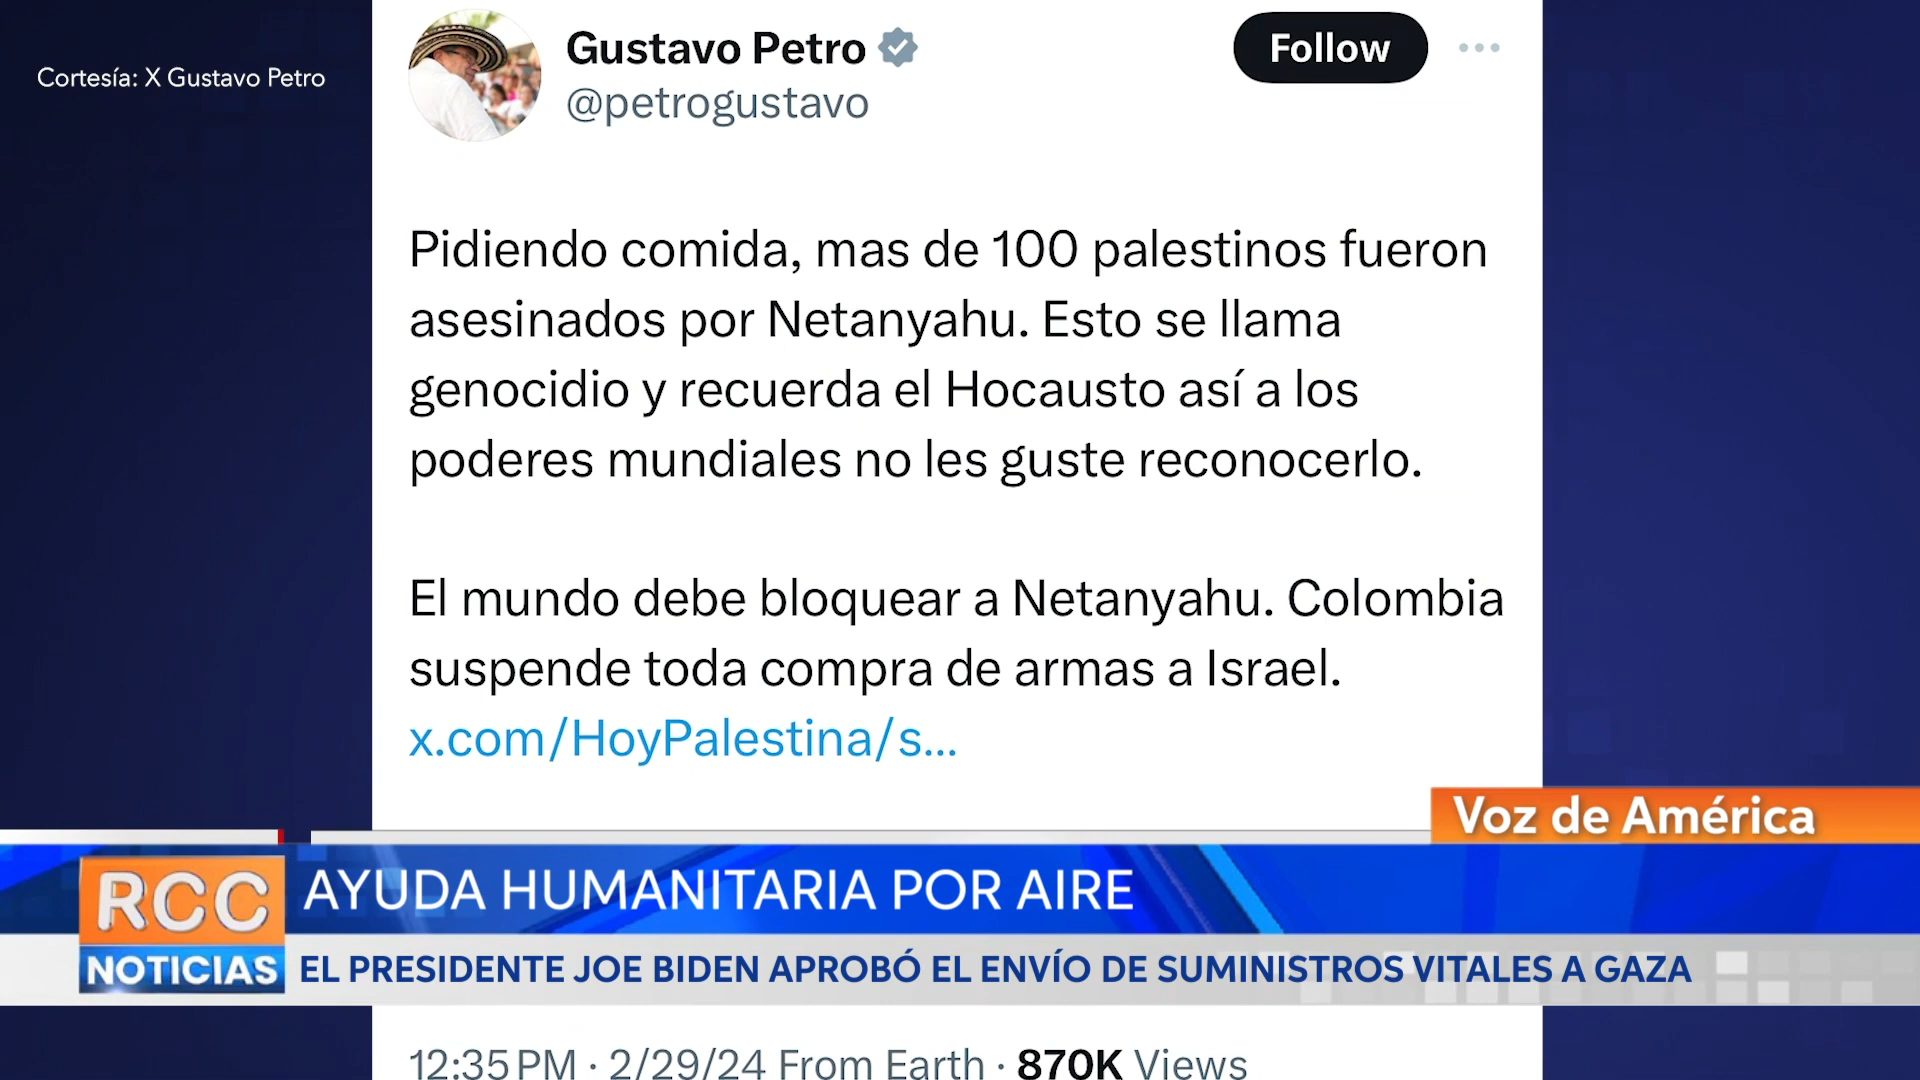 Cortesía: X Gustavo Petro
Gustavo Petro
@petrogustavo
Follow
Pidiendo comida, mas de 100 palestinos fueron
asesinados por Netanyahu. Esto se llama
genocidio y recuerda el Hocausto así a los
poderes mundiales no les guste reconocerlo.
El mundo debe bloquear a Netanyahu. Colombia
suspende toda compra de armas a Israel.
x.com/HoyPalestina/s...
Voz de América
RCC
NOTICIAS
AYUDA HUMANITARIA POR AIRE
EL PRESIDENTE JOE BIDEN APROBÓ EL ENVÍO DE SUMINISTROS VITALES A GAZA
12:35 PM · 2/29/24 From Earth · 870K Views